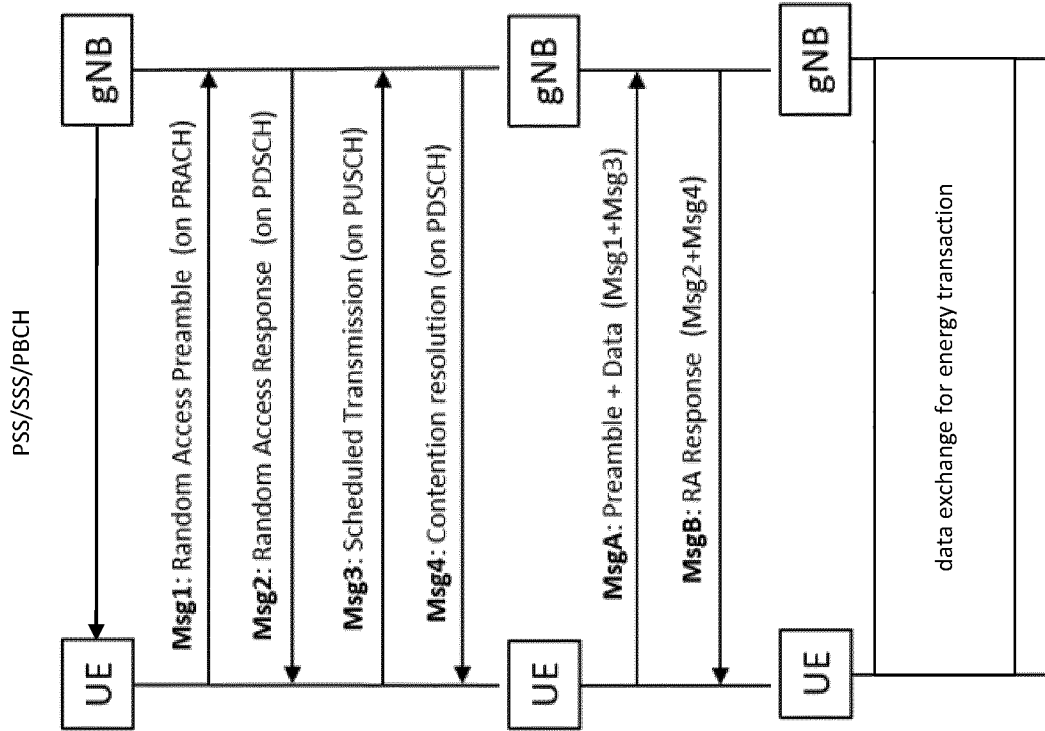 PSS/SSS/PBCH
UE
gNB
Msg1: Random Access Preamble (on PRACH)
Msg2: Random Access Response (on PDSCH)
Msg3: Scheduled Transmission (on PUSCH)
Msg4: Contention resolution (on PDSCH)
UE
gNB
MsgA: Preamble + Data (Msg1+Msg3)
MsgB: RA Response (Msg2+Msg4)
UE
gNB
data exchange for energy transaction